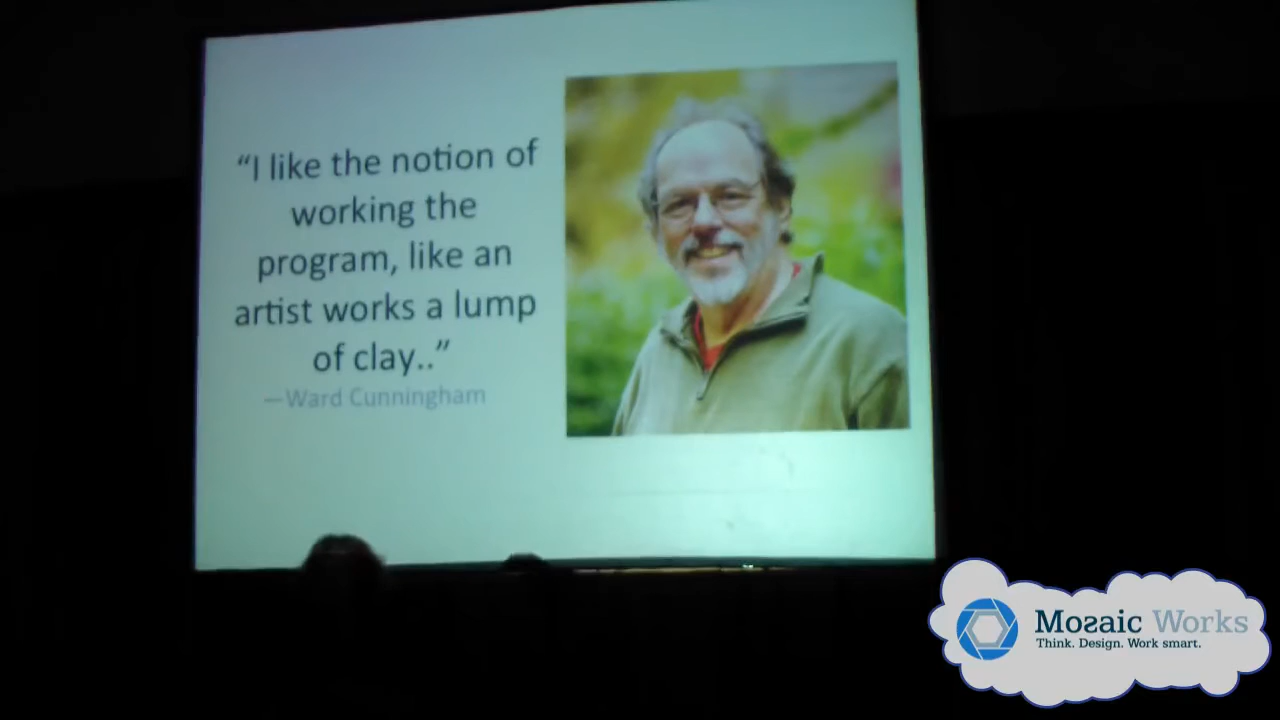 “I like the notion of
working the
program, like an
artist works a lump
of clay..”
—Ward Cunningham
Mosaic Works
Think. Design. Work smart.